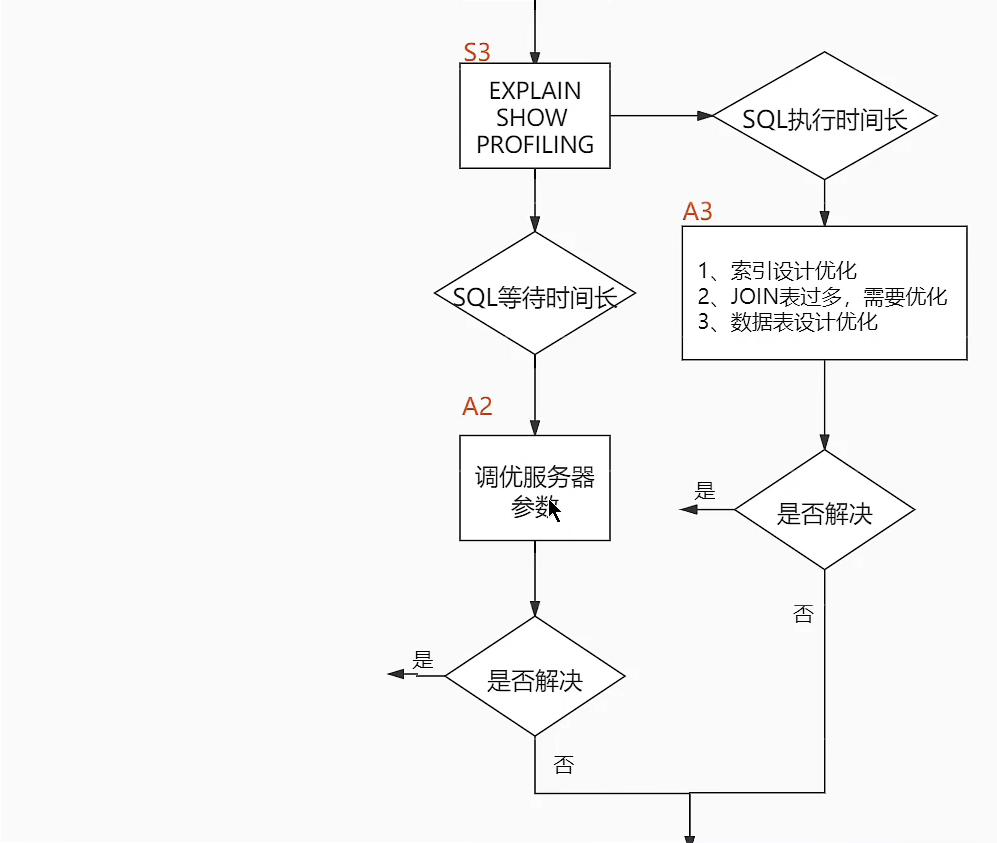 S3
EXPLAIN
SHOW
PROFILING
SQL执行时间长
A3
1、索引设计优化
2、JOIN表过多，需要优化
3、数据表设计优化
SQL等待时间长
A2
调优服务器
参数
是
是否解决
否
是
是否解决
否